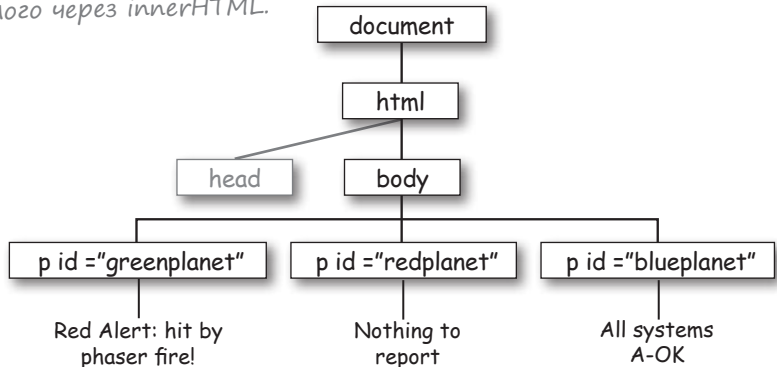 через innerHTML.
document
html
head
body
p id ="greenplanet"
p id ="redplanet"
p id ="blueplanet"
Red Alert: hit by
phaser fire!
Nothing to
report
All systems
A-OK